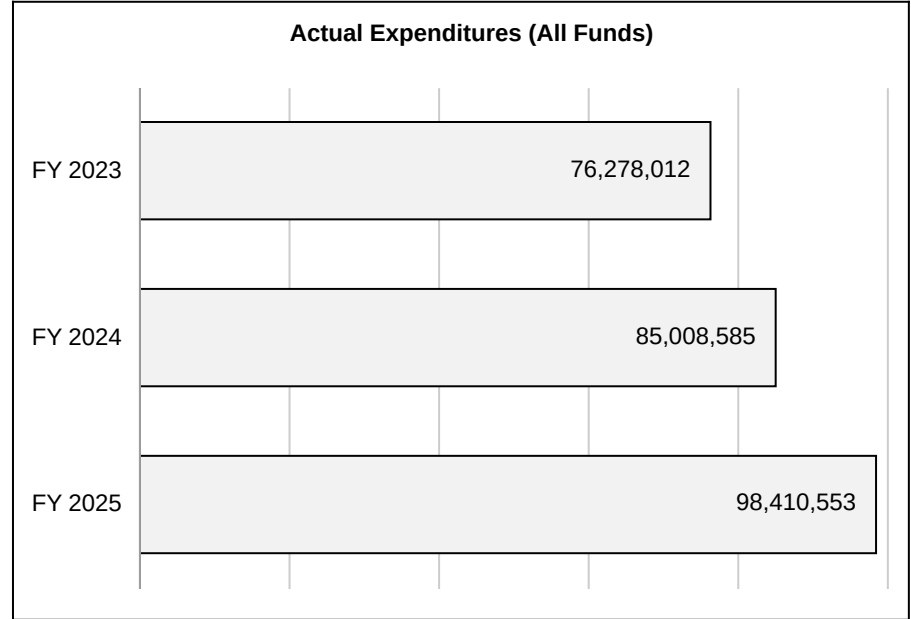 Actual Expenditures (All Funds)
FY 2023
76,278,012
FY 2024
85,008,585
FY 2025
98,410,553